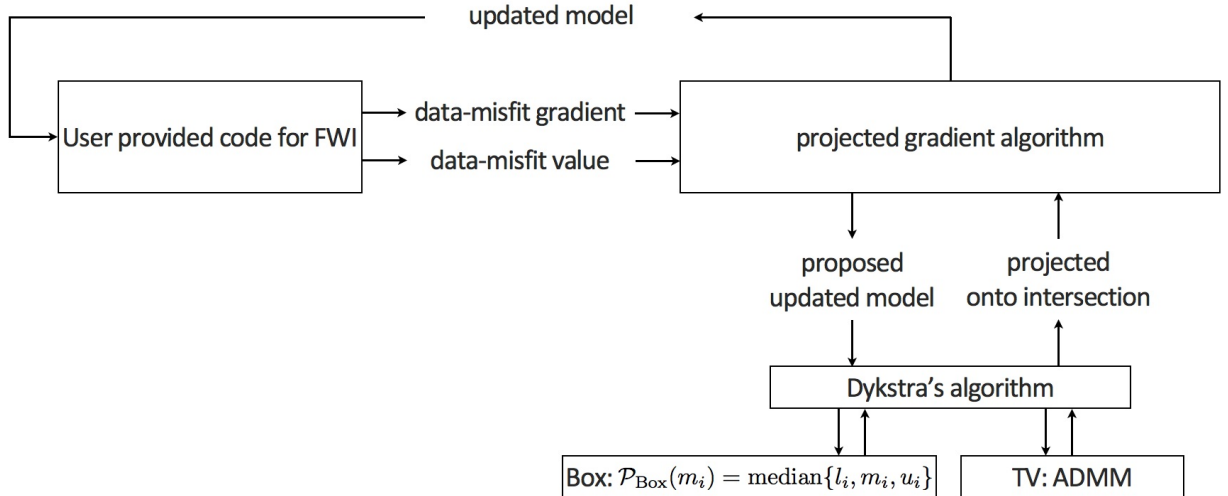 updated model
User provided code for FWI
data-misfit gradient
data-misfit value
projected gradient algorithm
proposed
updated model
projected
onto intersection
Dykstra's algorithm
Box: 𝒫_Box(m_i) = median{l_i, m_i, u_i}
TV: ADMM